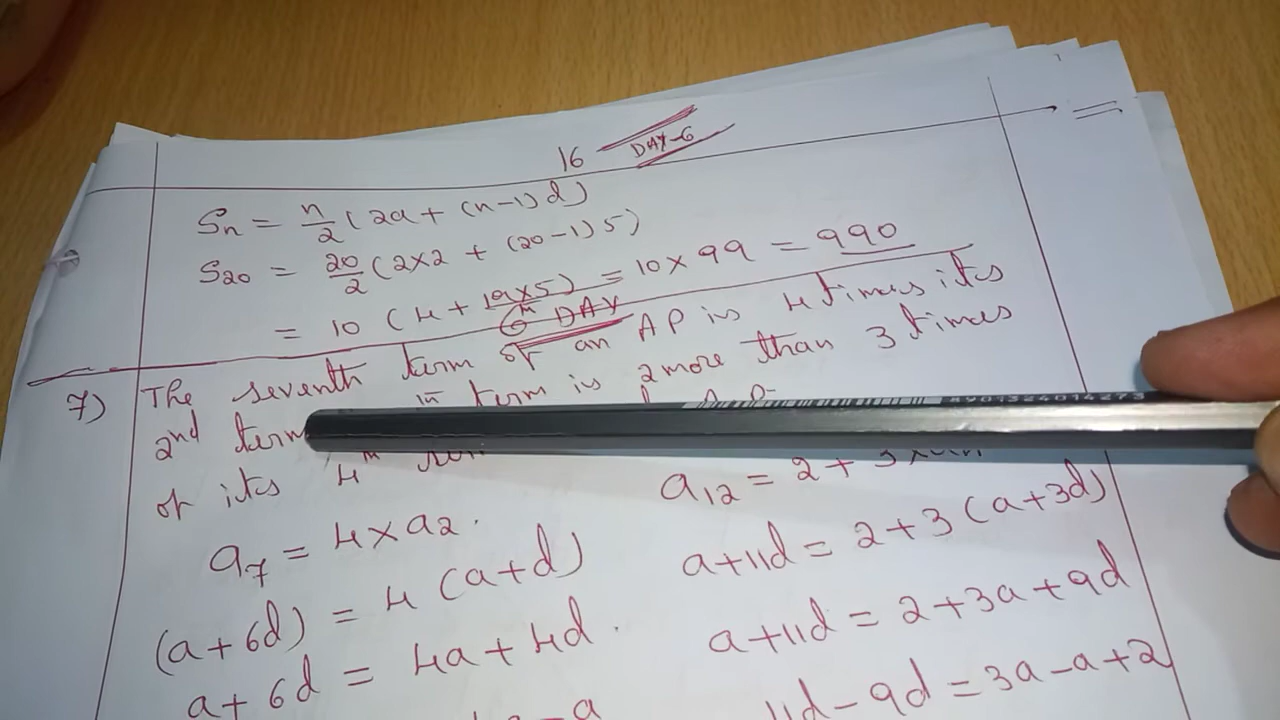 16 DAY-6
Sn = n/2 (2a + (n-1)d)
S20 = 20/2 (2×2 + (20-1)5)
= 10 (4 + 19×5) = 10 × 99 = 990
6th DAY
7) The seventh term of an AP is 4 times its
2nd term term is 2 more than 3 times
of its 4th
a7 = 4×a2.
(a+6d) = 4 (a+d)
a+6d = 4a+4d.
a12 = 2+
a+11d = 2+3(a+3d)
a+11d = 2+3a+9d
11d-9d = 3a-a+2
8901324014273